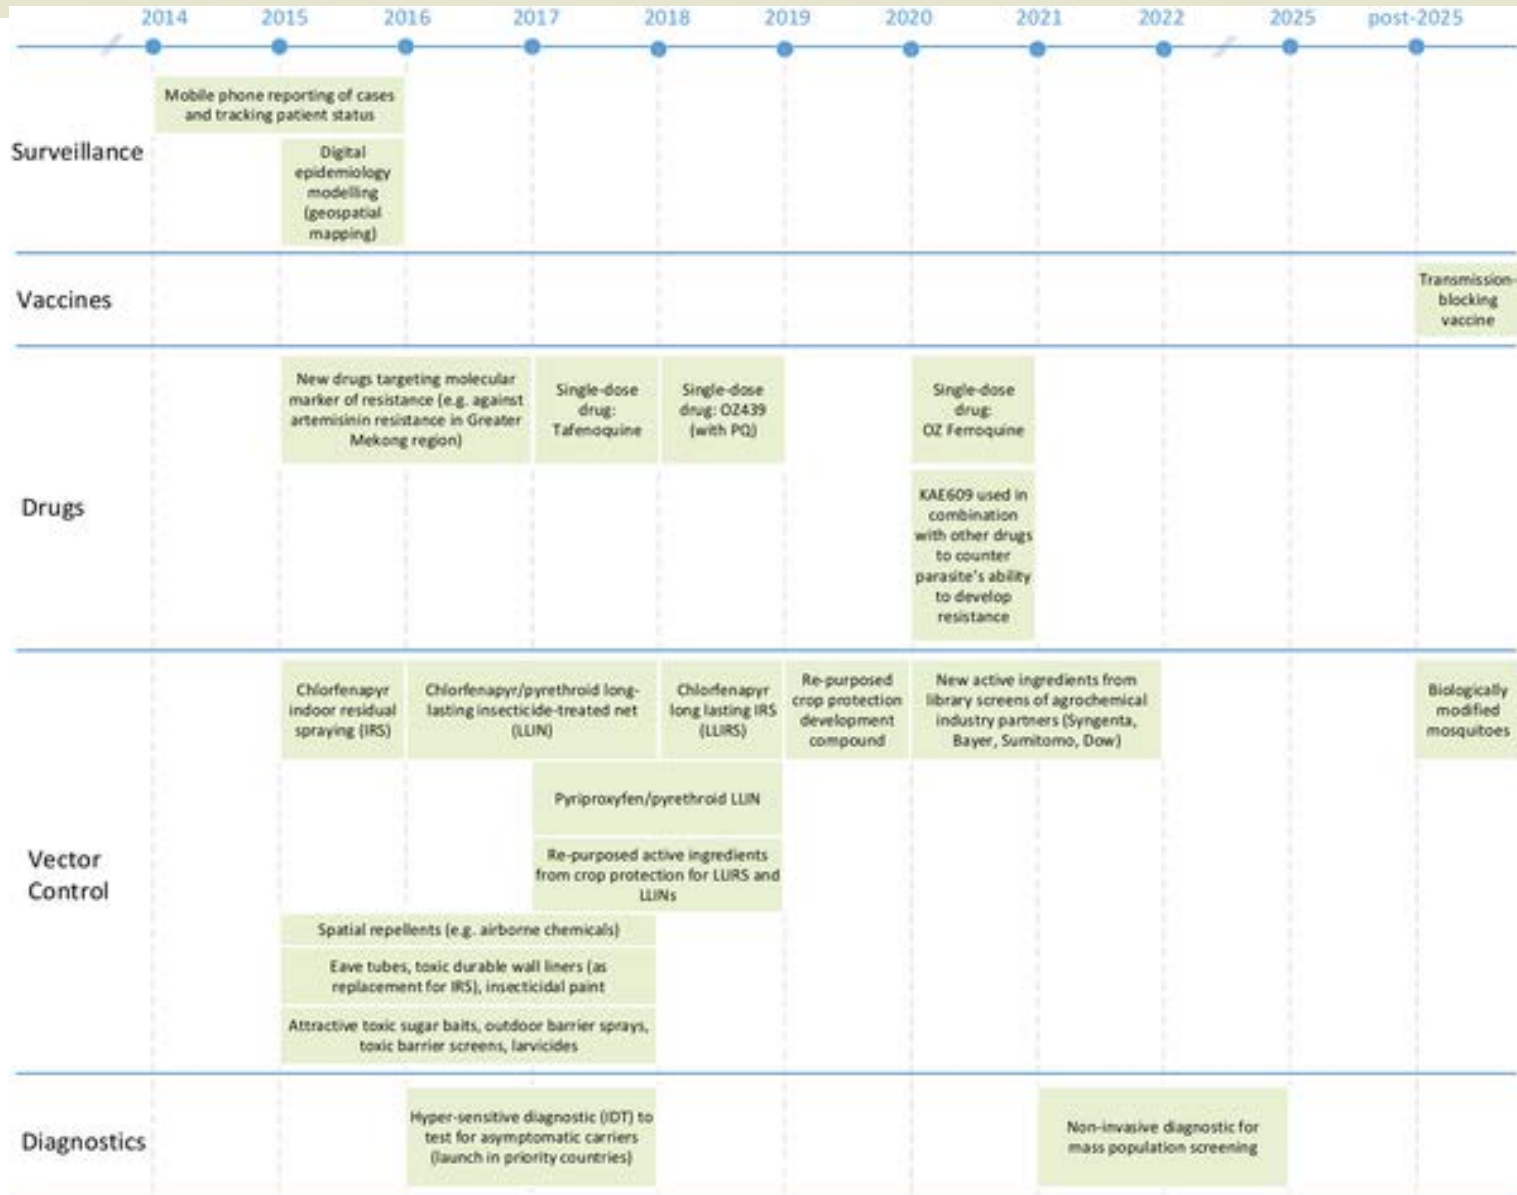 2014 2015 2016 2017 2018 2019 2020 2021 2022 2025 post-2025
Surveillance
Mobile phone reporting of cases
and tracking patient status
Digital
epidemiology
modelling
(geospatial
mapping)
Vaccines
Transmission-
blocking
vaccine
Drugs
New drugs targeting molecular
marker of resistance (e.g. against
artemisinin resistance in Greater
Mekong region)
Single-dose
drug:
Tafenoquine
Single-dose
drug: OZ439
(with PQ)
Single-dose
drug:
OZ Ferroquine
KAE609 used in
combination
with other drugs
to counter
parasite's ability
to develop
resistance
Vector
Control
Chlorfenapyr
indoor residual
spraying (IRS)
Chlorfenapyr/pyrethroid long-
lasting insecticide-treated net
(LLIN)
Chlorfenapyr
long lasting IRS
(LLIRS)
Re-purposed
crop protection
development
compound
New active ingredients from
library screens of agrochemical
industry partners (Syngenta,
Bayer, Sumitomo, Dow)
Biologically
modified
mosquitoes
Pyriproxyfen/pyrethroid LLIN
Re-purposed active ingredients
from crop protection for LLIRS and
LLINs
Spatial repellents (e.g. airborne chemicals)
Eave tubes, toxic durable wall liners (as
replacement for IRS), insecticidal paint
Attractive toxic sugar baits, outdoor barrier sprays,
toxic barrier screens, larvicides
Diagnostics
Hyper-sensitive diagnostic (IDT) to
test for asymptomatic carriers
(launch in priority countries)
Non-invasive diagnostic for
mass population screening